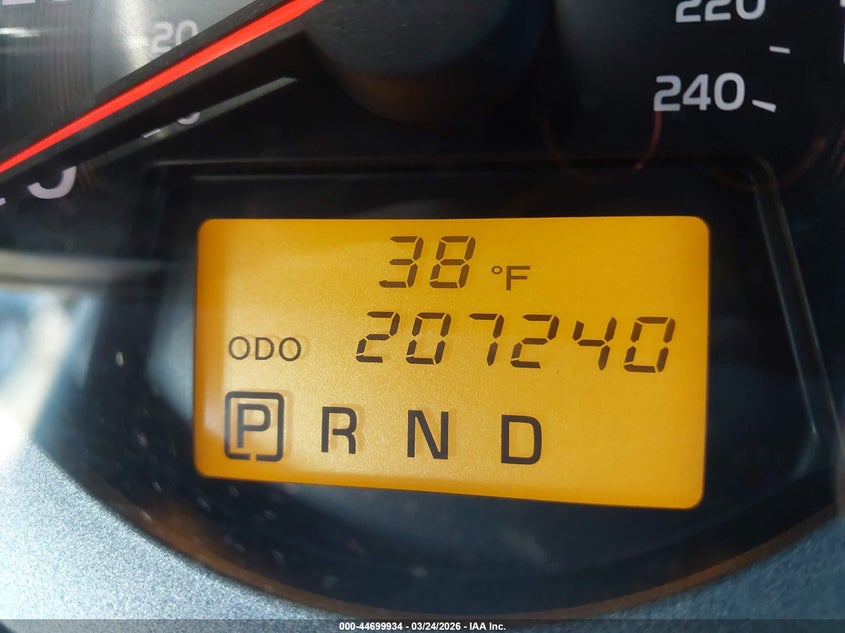 20
220
240
38 °F
ODO 207240
P R N D
000-44699934 - 03/24/2026 - IAA Inc.